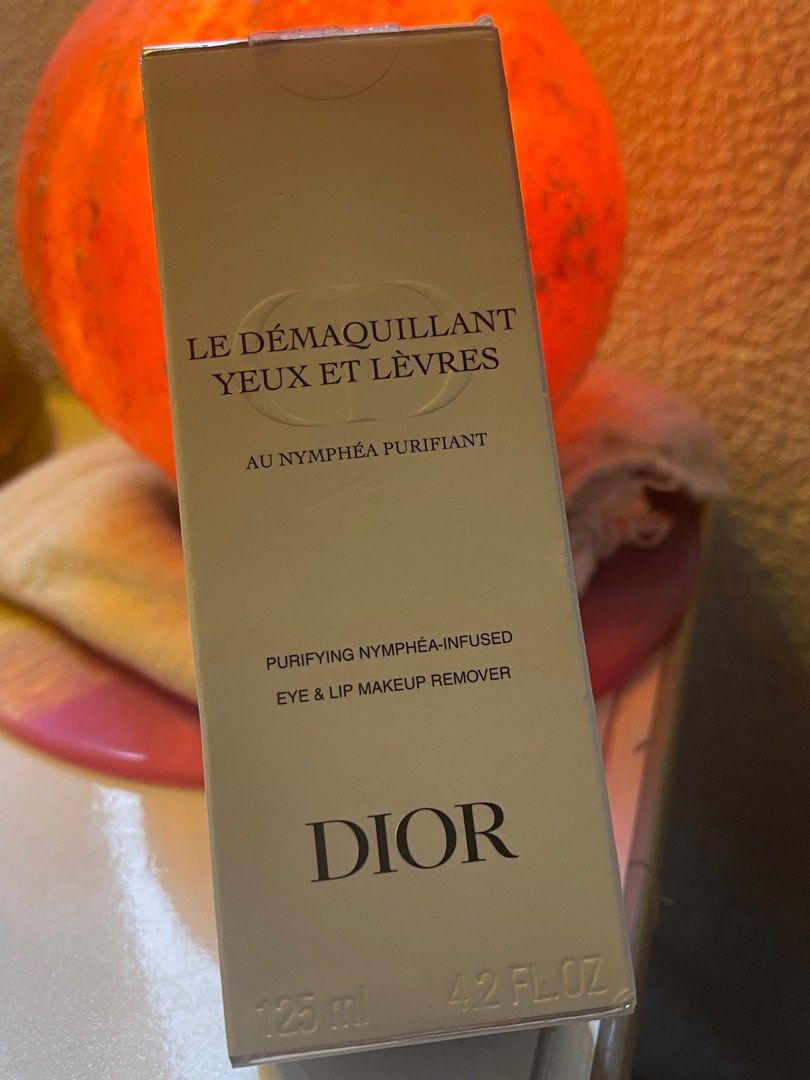 LE DÉMAQUILLANT
YEUX ET LÈVRES
AU NYMPHÉA PURIFIANT
PURIFYING NYMPHÉA-INFUSED
EYE & LIP MAKEUP REMOVER
DIOR
125 ml 4.2 FL.OZ